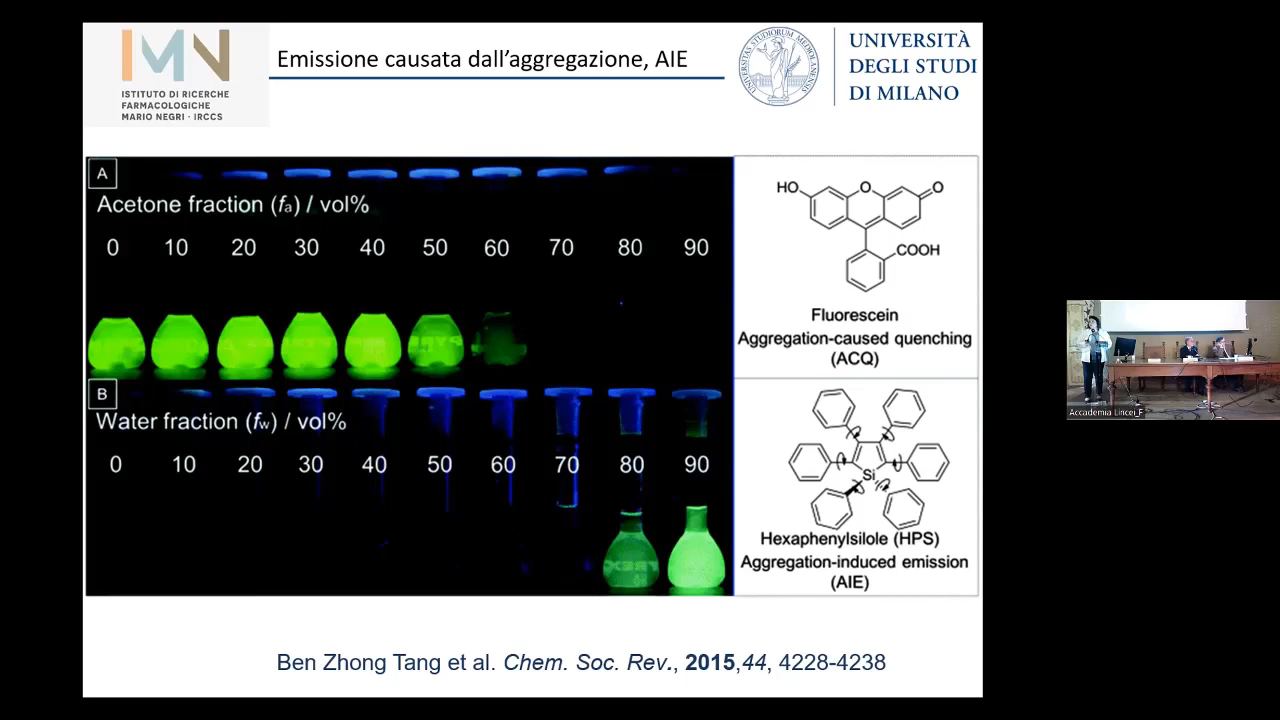 IMN
ISTITUTO DI RICERCHE
FARMACOLOGICHE
MARIO NEGRI · IRCCS
Emissione causata dall'aggregazione, AIE
UNIVERSITÀ
DEGLI STUDI
DI MILANO
A
Acetone fraction (fa) / vol%
0 10 20 30 40 50 60 70 80 90
HO O O
COOH
Fluorescein
Aggregation-caused quenching
(ACQ)
B
Water fraction (fw) / vol%
0 10 20 30 40 50 60 70 80 90
Si
Hexaphenylsilole (HPS)
Aggregation-induced emission
(AIE)
Ben Zhong Tang et al. Chem. Soc. Rev., 2015,44, 4228-4238
Accademia Lincei_F